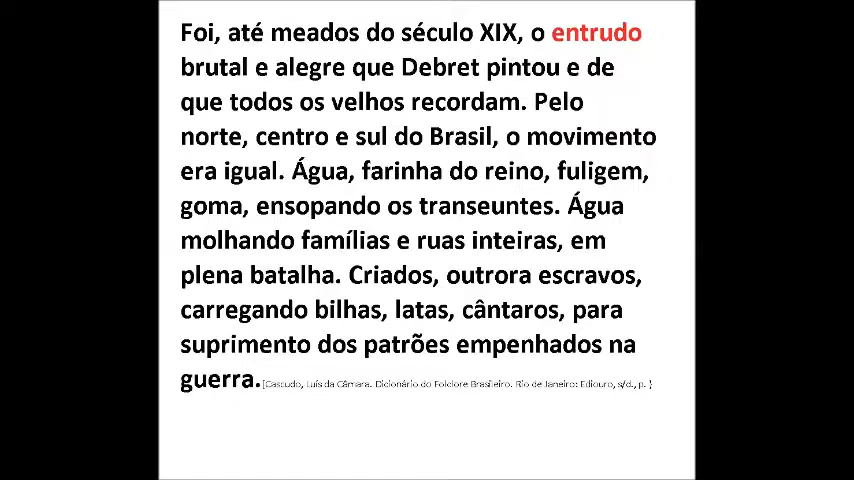 Foi, até meados do século XIX, o entrudo
brutal e alegre que Debret pintou e de
que todos os velhos recordam. Pelo
norte, centro e sul do Brasil, o movimento
era igual. Água, farinha do reino, fuligem,
goma, ensopando os transeuntes. Água
molhando famílias e ruas inteiras, em
plena batalha. Criados, outrora escravos,
carregando bilhas, latas, cântaros, para
suprimento dos patrões empenhados na
guerra. (Cascudo, Luís da Câmara. Dicionário do Folclore Brasileiro. Rio de Janeiro: Ediouro, s/d., p. )